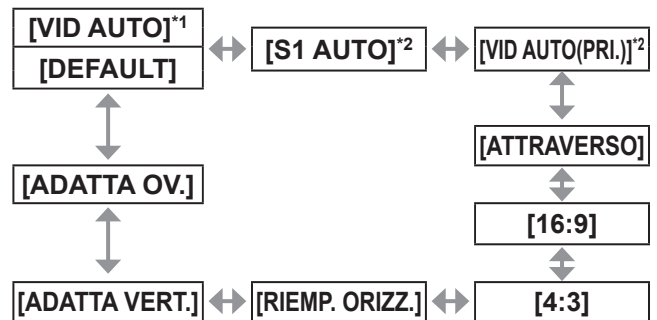 [VID AUTO]*1
[DEFAULT]
[S1 AUTO]*2
[VID AUTO(PRI.)]*2
[ATTRAVERSO]
[16:9]
[4:3]
[RIEMP. ORIZZ.]
[ADATTA VERT.]
[ADATTA OV.]